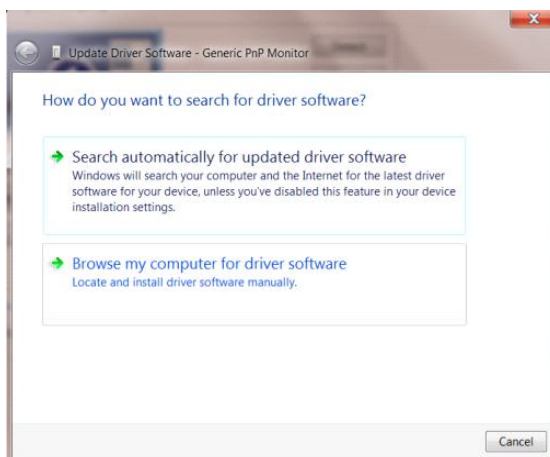 Update Driver Software - Generic PnP Monitor
How do you want to search for driver software?
Search automatically for updated driver software
Windows will search your computer and the Internet for the latest driver
software for your device, unless you've disabled this feature in your device
installation settings.
Browse my computer for driver software
Locate and install driver software manually.
Cancel